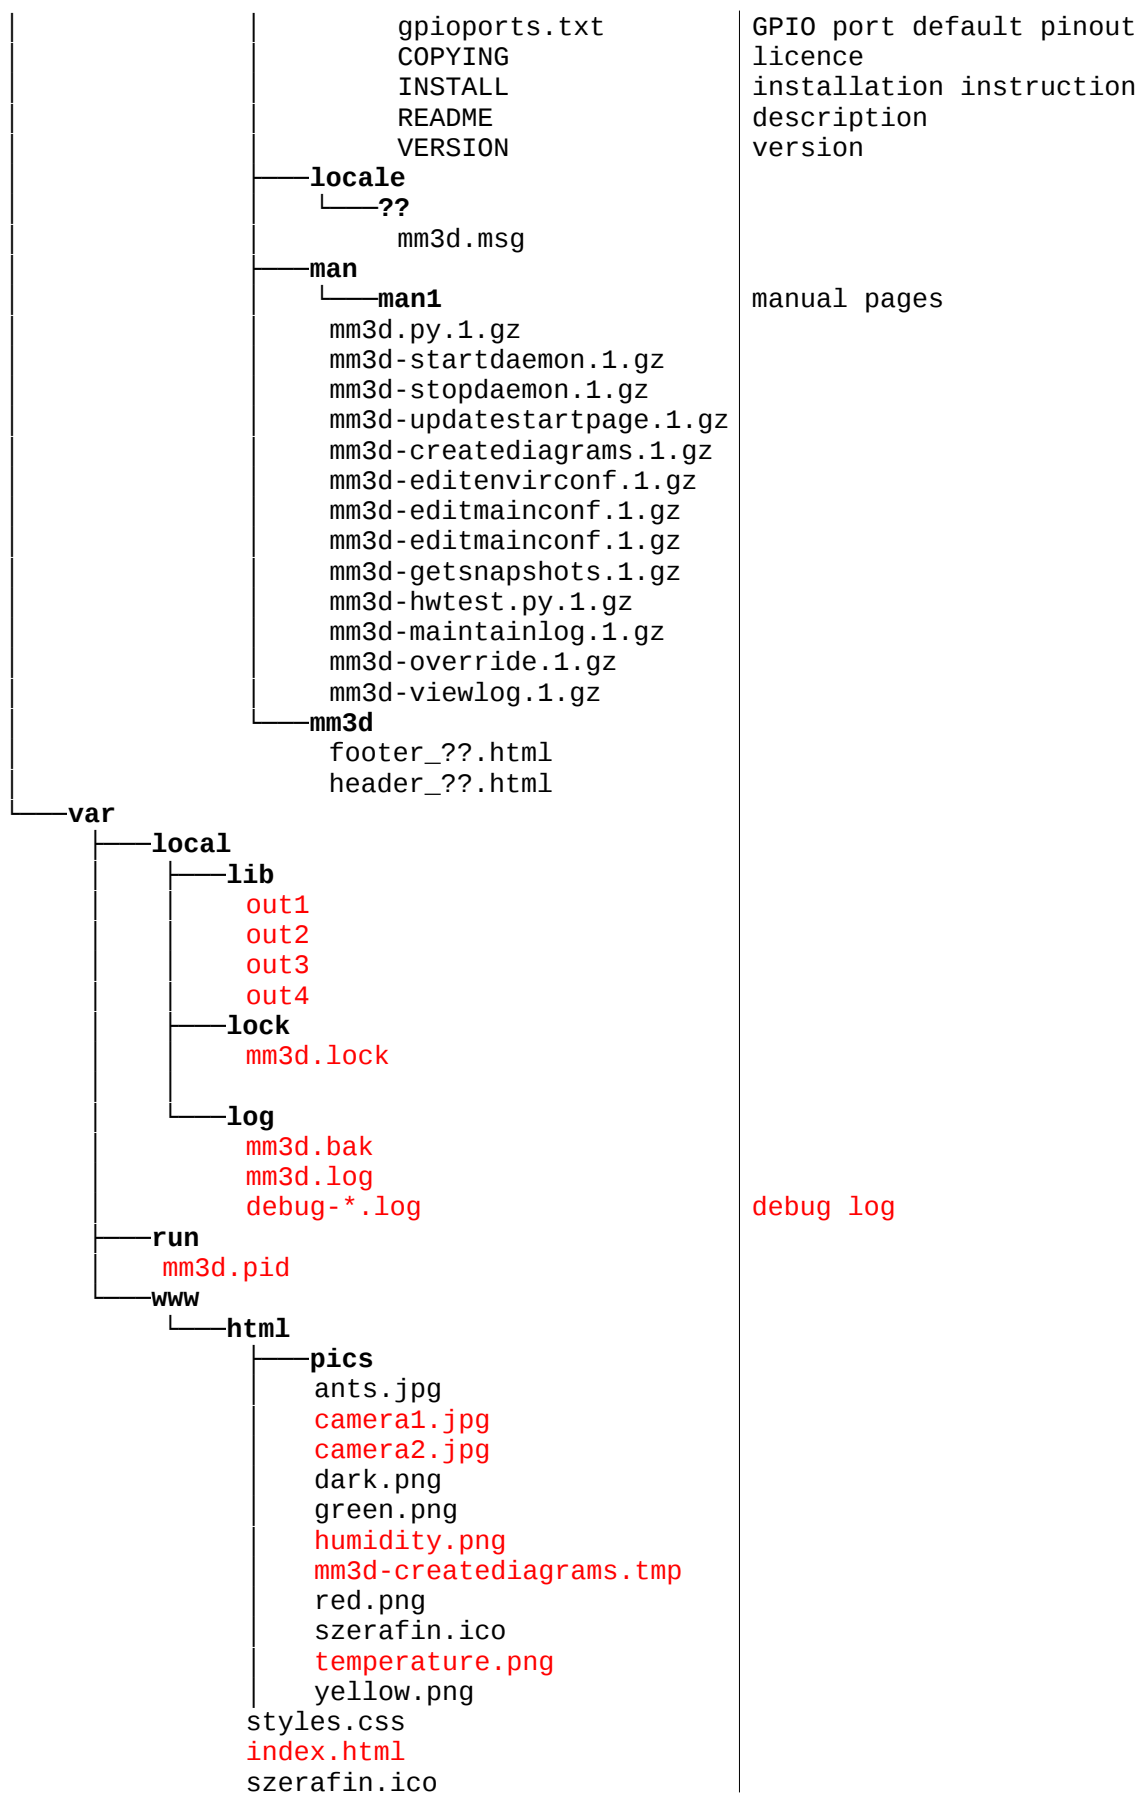 gpioports.txt GPIO port default pinout
COPYING licence
INSTALL installation instruction
README description
VERSION version
locale
??
mm3d.msg
man
man1 manual pages
mm3d.py.1.gz
mm3d-startdaemon.1.gz
mm3d-stopdaemon.1.gz
mm3d-updatestartpage.1.gz
mm3d-creatediagrams.1.gz
mm3d-editenvirconf.1.gz
mm3d-editmainconf.1.gz
mm3d-editmainconf.1.gz
mm3d-getsnapshots.1.gz
mm3d-hwtest.py.1.gz
mm3d-maintainlog.1.gz
mm3d-override.1.gz
mm3d-viewlog.1.gz
mm3d
footer_??.html
header_??.html
var
local
lib
out1
out2
out3
out4
lock
mm3d.lock
log
mm3d.bak
mm3d.log
debug-*.log debug log
run
mm3d.pid
www
html
pics
ants.jpg
camera1.jpg
camera2.jpg
dark.png
green.png
humidity.png
mm3d-creatediagrams.tmp
red.png
szerafin.ico
temperature.png
yellow.png
styles.css
index.html
szerafin.ico